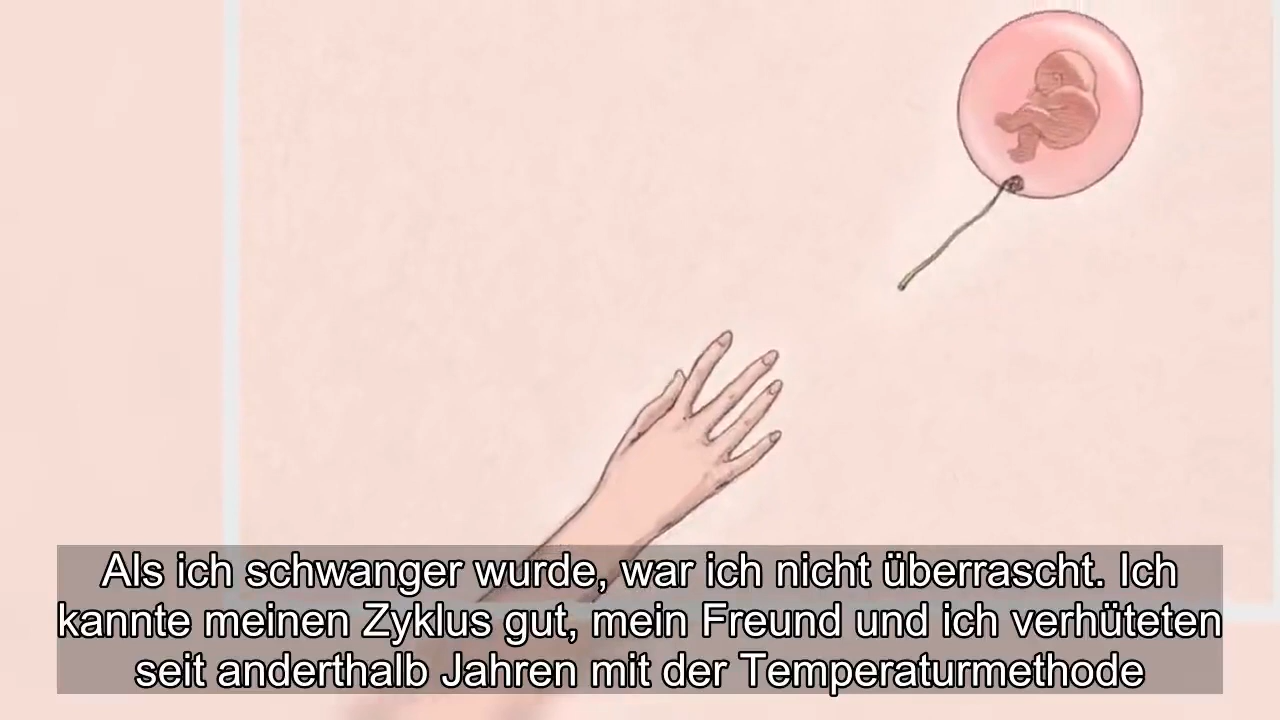 Als ich schwanger wurde, war ich nicht überrascht. Ich
kannte meinen Zyklus gut, mein Freund und ich verhüteten
seit anderthalb Jahren mit der Temperaturmethode